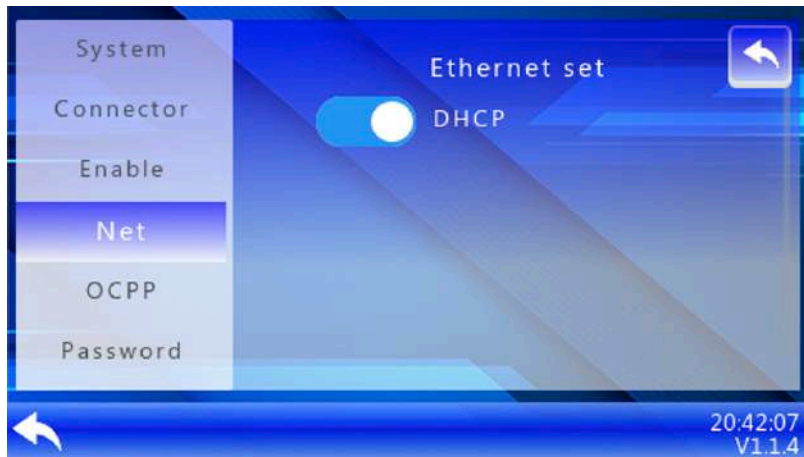 System
Connector
Enable
Net
OCPP
Password
Ethernet set
DHCP
20:42:07
V1.1.4